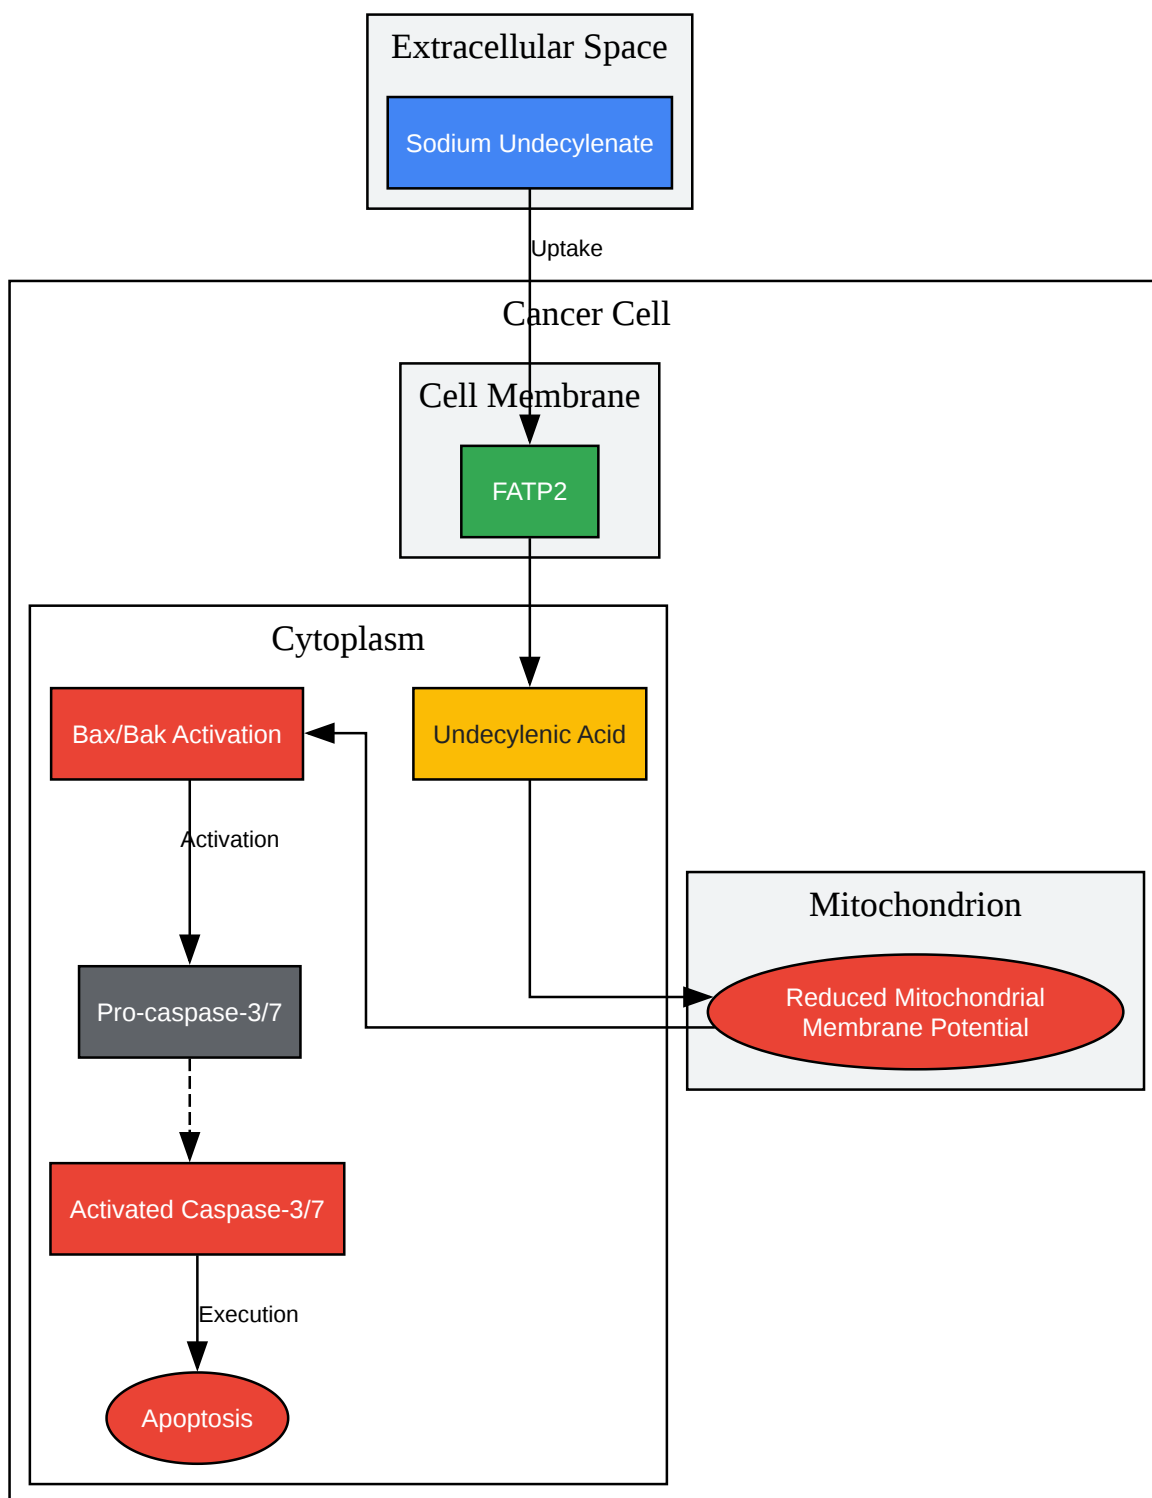 Extracellular Space
Sodium Undecylenate
Uptake
Cancer Cell
Cell Membrane
FATP2
Cytoplasm
Bax/Bak Activation
Undecylenic Acid
Activation
Mitochondrion
Reduced Mitochondrial
Membrane Potential
Pro-caspase-3/7
Activated Caspase-3/7
Execution
Apoptosis